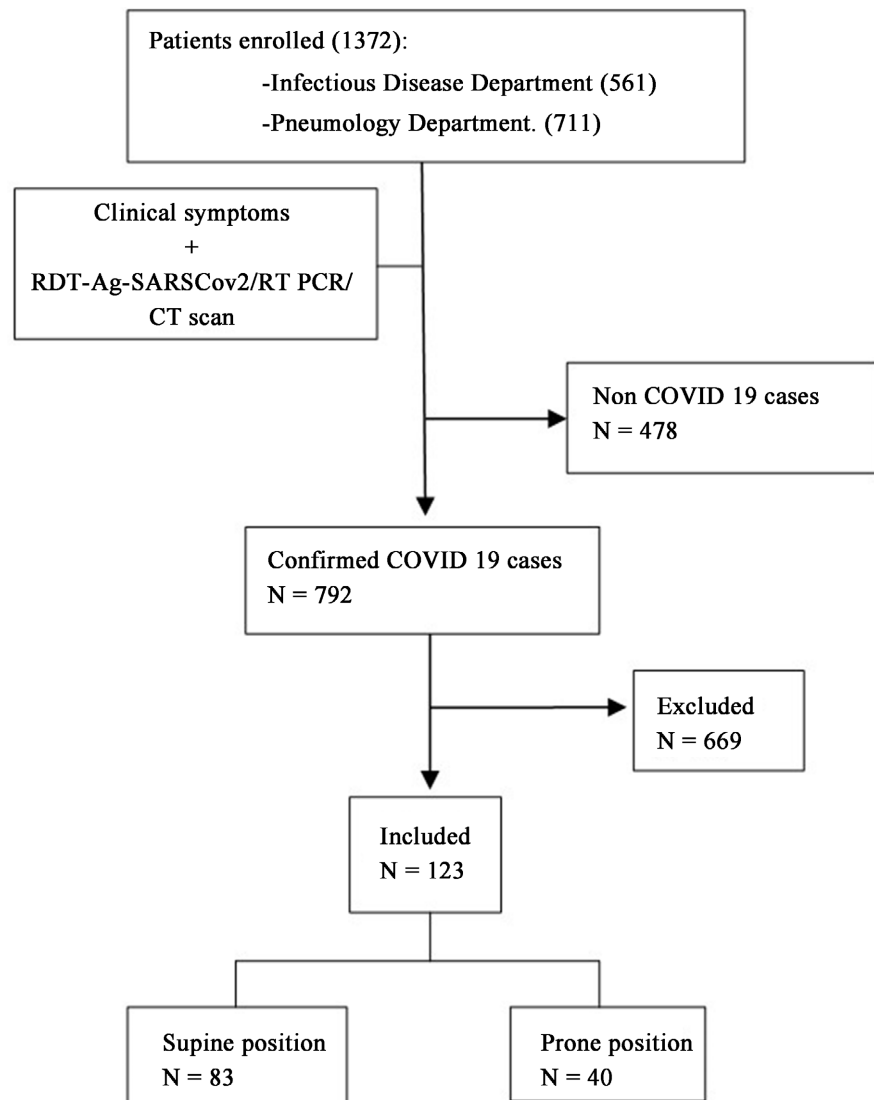 Patients enrolled (1372):
-Infectious Disease Department (561)
-Pneumology Department. (711)
Clinical symptoms
+
RDT-Ag-SARSCov2/RT PCR/
CT scan
Non COVID 19 cases
N = 478
Confirmed COVID 19 cases
N = 792
Excluded
N = 669
Included
N = 123
Supine position
N = 83
Prone position
N = 40